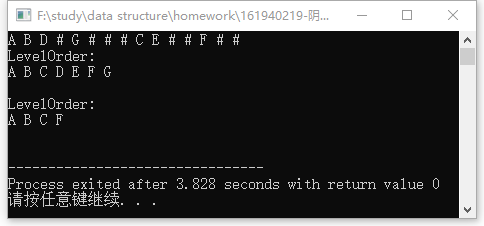 F:\study\data structure\homework\161940219-阴
A B D # G # # # C E # # F # #
LevelOrder:
A B C D E F G
LevelOrder:
A B C F
--------------------------------
Process exited after 3.828 seconds with return value 0
请按任意键继续. . .